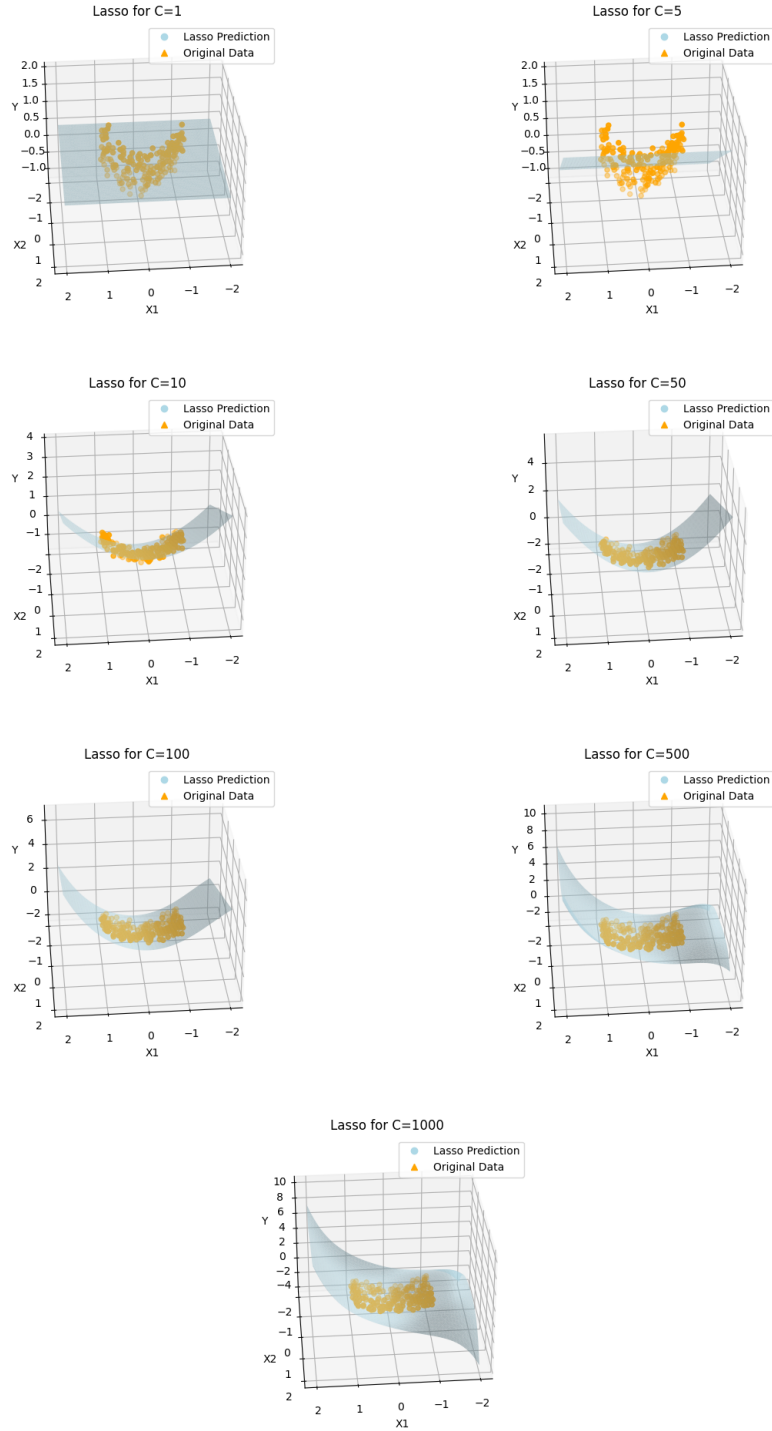 Lasso for C=1
Lasso Prediction
Original Data
2.0
1.5
1.0
0.5
0.0
−0.5
−1.0
Y
−2
−1
0
1
2
X2
2
1
0
−1
−2
X1
Lasso for C=5
Lasso Prediction
Original Data
2.0
1.5
1.0
0.5
0.0
−0.5
−1.0
Y
−2
−1
0
1
2
X2
2
1
0
−1
−2
X1
Lasso for C=10
Lasso Prediction
Original Data
4
3
2
1
0
−1
Y
−2
−1
0
1
2
X2
2
1
0
−1
−2
X1
Lasso for C=50
Lasso Prediction
Original Data
4
2
0
−2
Y
−2
−1
0
1
2
X2
2
1
0
−1
−2
X1
Lasso for C=100
Lasso Prediction
Original Data
6
4
2
0
−2
Y
−2
−1
0
1
2
X2
2
1
0
−1
−2
X1
Lasso for C=500
Lasso Prediction
Original Data
10
8
6
4
2
0
−2
Y
−2
−1
0
1
2
X2
2
1
0
−1
−2
X1
Lasso for C=1000
Lasso Prediction
Original Data
10
8
6
4
2
0
−2
−4
Y
−2
−1
0
1
2
X2
2
1
0
−1
−2
X1